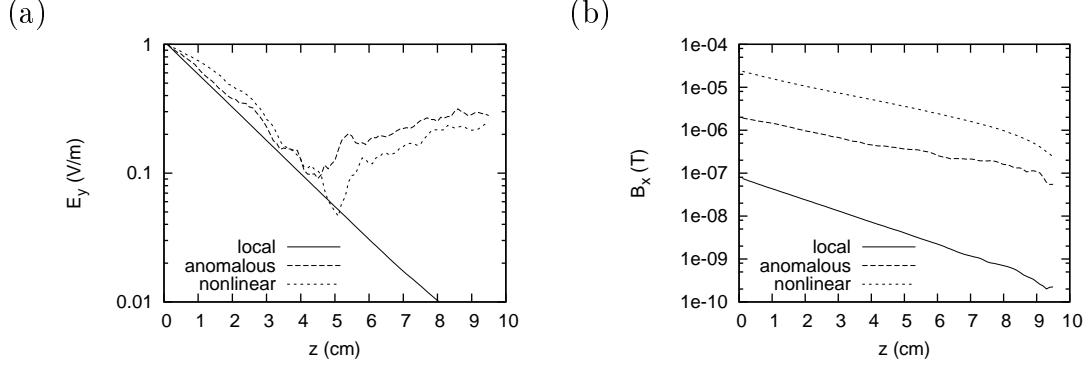 (a)
1
0.1
0.01
E_y (V/m)
local
anomalous
nonlinear
0 1 2 3 4 5 6 7 8 9 10
z (cm)
(b)
1e-04
1e-05
1e-06
1e-07
1e-08
1e-09
1e-10
B_x (T)
local
anomalous
nonlinear
0 1 2 3 4 5 6 7 8 9 10
z (cm)